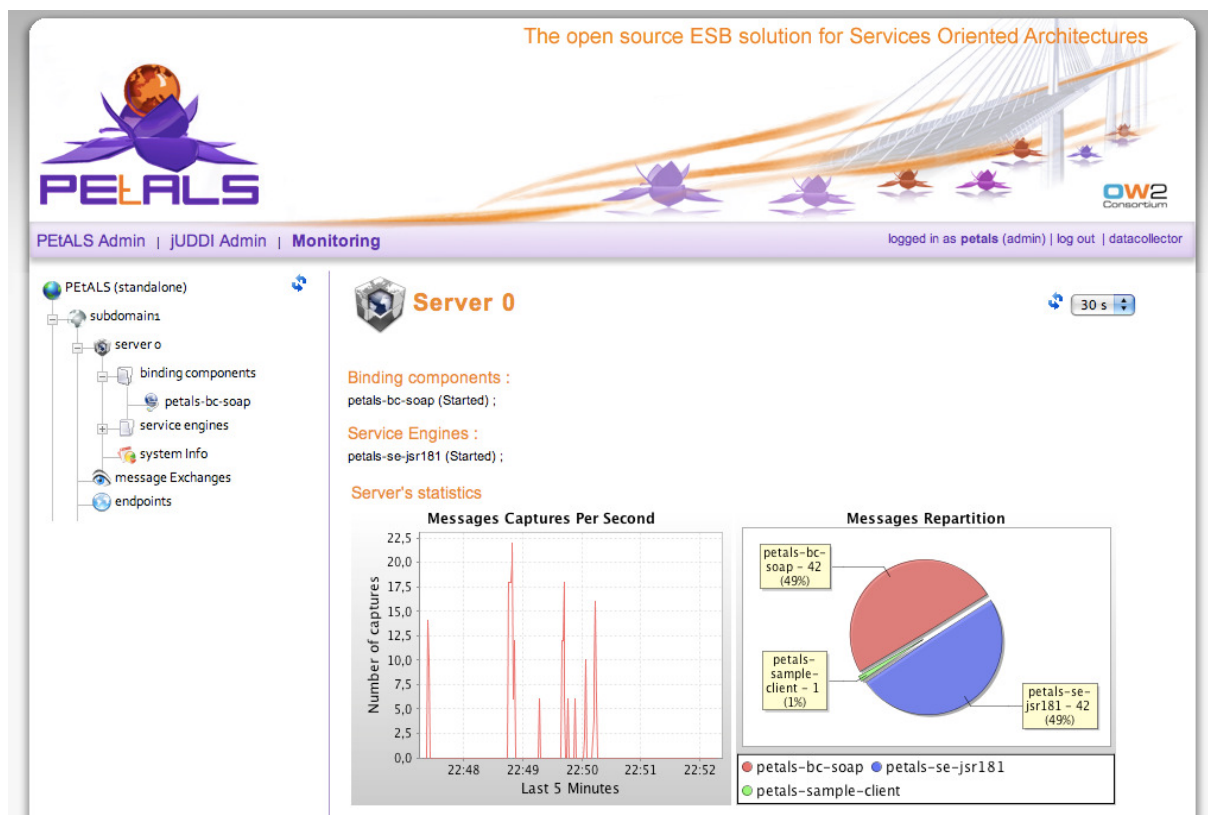 The open source ESB solution for Services Oriented Architectures
PEtALS
OW2
Consortium
PEtALS Admin | jUDDI Admin | Monitoring
logged in as petals (admin) | log out | datacollector
PEtALS (standalone)
subdomain1
server 0
binding components
petals-bc-soap
service engines
system Info
message Exchanges
endpoints
Server 0
30 s
Binding components :
petals-bc-soap (Started) ;
Service Engines :
petals-se-jsr181 (Started) ;
Server's statistics
Messages Captures Per Second
Number of captures
22,5
20,0
17,5
15,0
12,5
10,0
7,5
5,0
2,5
0,0
22:48 22:49 22:50 22:51 22:52
Last 5 Minutes
Messages Repartition
petals-bc-
soap - 42
(49%)
petals-
sample-
client - 1
(1%)
petals-se-
jsr181 - 42
(49%)
petals-bc-soap petals-se-jsr181
petals-sample-client